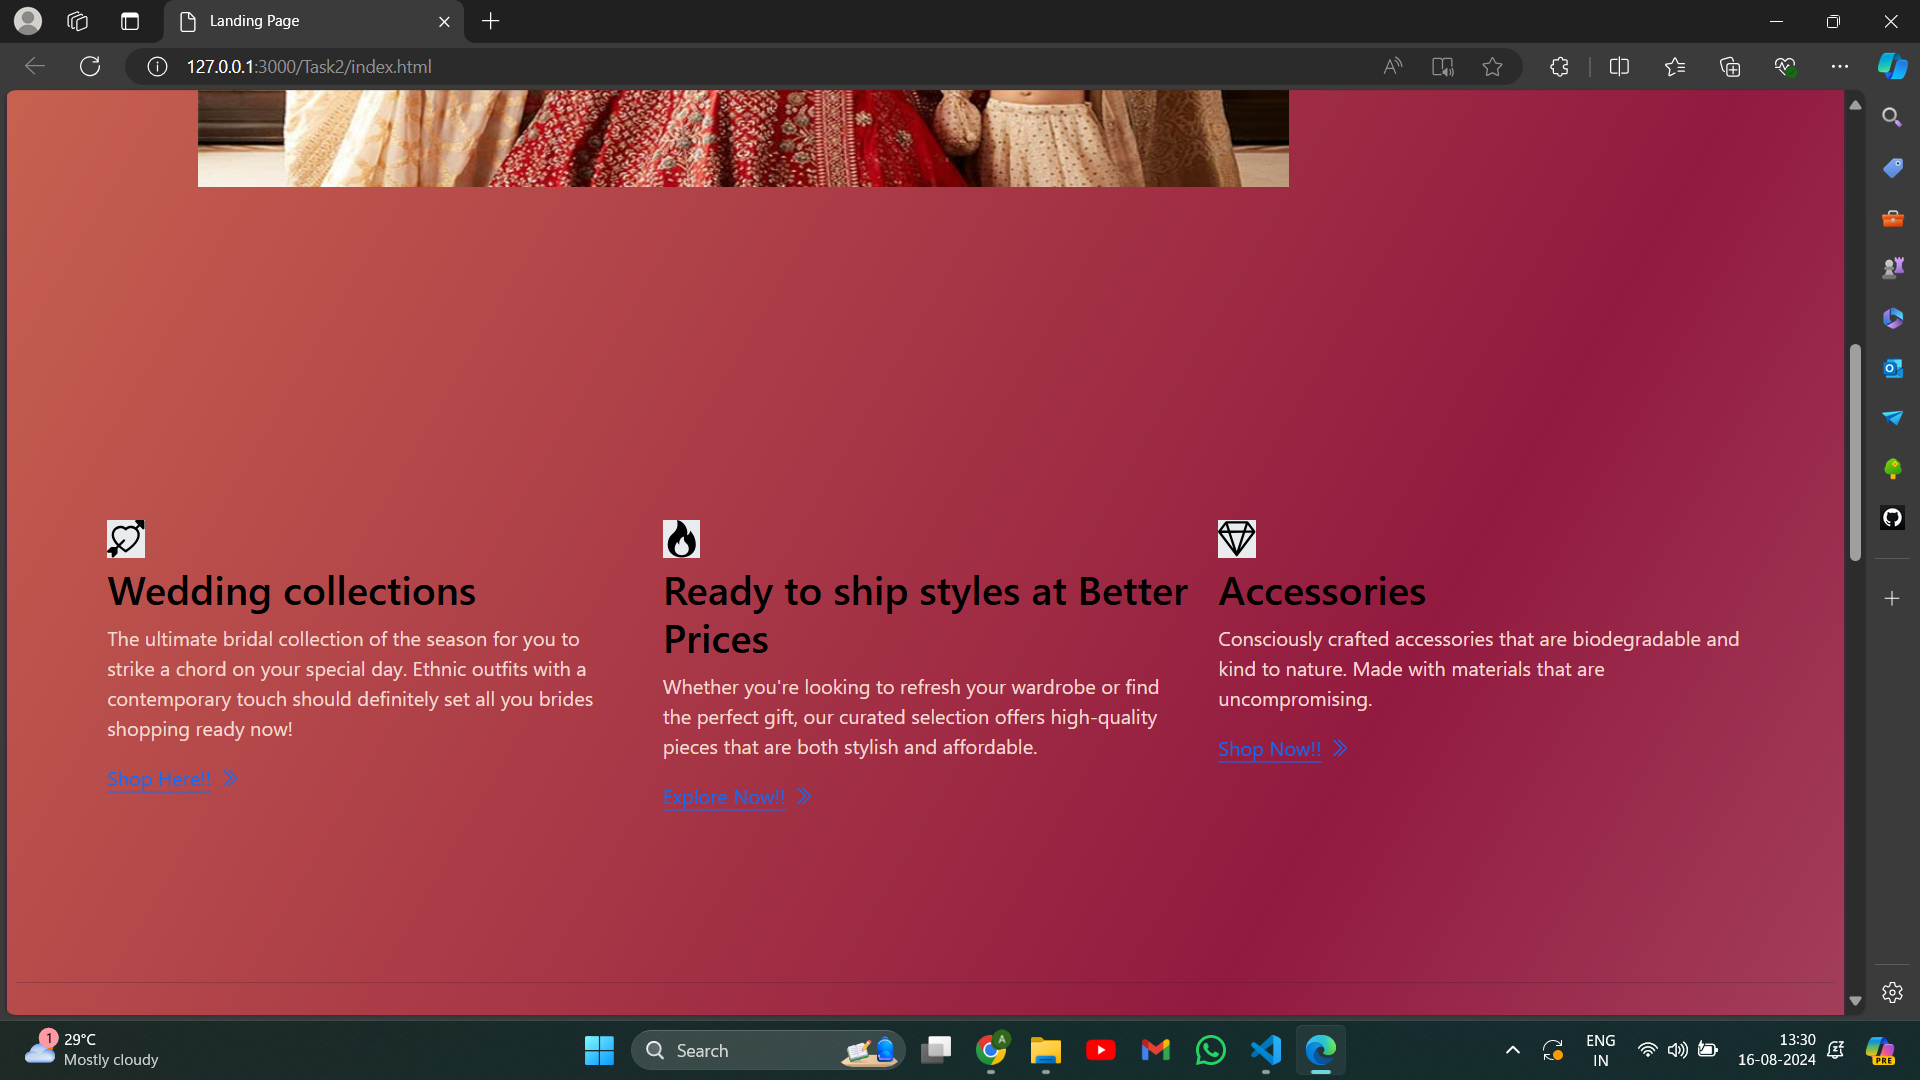 Landing Page
127.0.0.1:3000/Task2/index.html
Wedding collections
The ultimate bridal collection of the season for you to
strike a chord on your special day. Ethnic outfits with a
contemporary touch should definitely set all you brides
shopping ready now!
Shop Here!!
Ready to ship styles at Better
Prices
Whether you're looking to refresh your wardrobe or find
the perfect gift, our curated selection offers high-quality
pieces that are both stylish and affordable.
Explore Now!!
Accessories
Consciously crafted accessories that are biodegradable and
kind to nature. Made with materials that are
uncompromising.
Shop Now!!
1
29°C
Mostly cloudy
Search
A
ENG
IN
13:30
16-08-2024
PRE